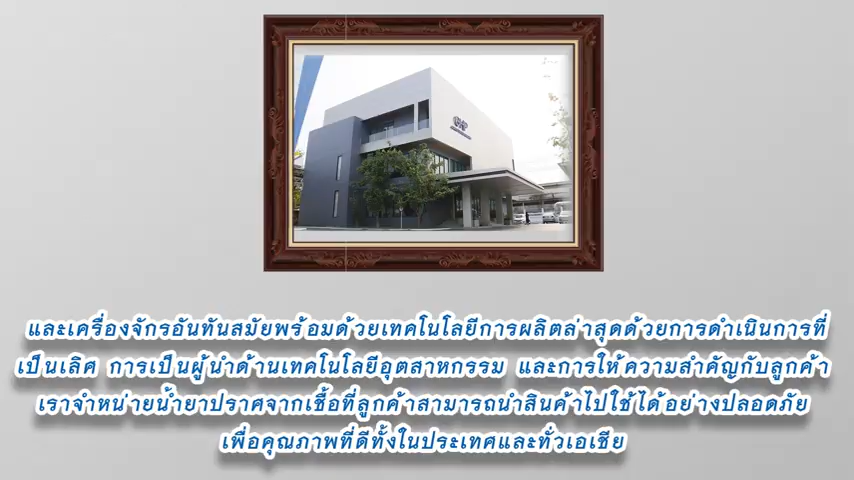 และเครื่องจักรอันทันสมัยพร้อมด้วยเทคโนโลยีการผลิตล่าสุดด้วยการดำเนินการที่
เป็นเลิศ การเป็นผู้นำด้านเทคโนโลยีอุตสาหกรรม และการให้ความสำคัญกับลูกค้า
เราจำหน่ายน้ำยาปราศจากเชื้อที่ลูกค้าสามารถนำสินค้าไปใช้ได้อย่างปลอดภัย
เพื่อคุณภาพที่ดีทั้งในประเทศและทั่วเอเชีย